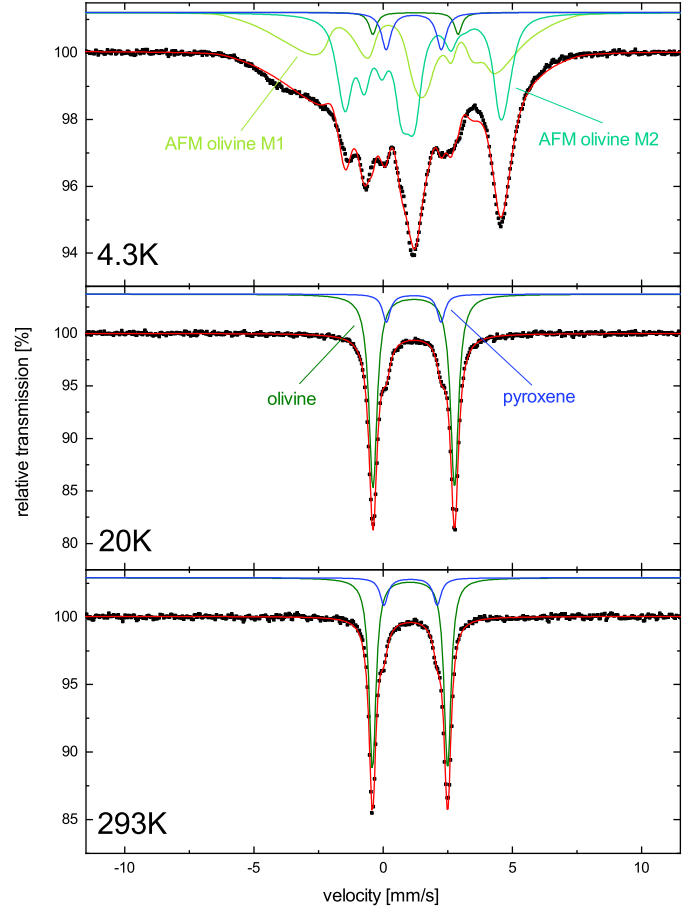 100
98
96
94
AFM olivine M1
AFM olivine M2
4.3K
100
95
90
85
80
olivine
pyroxene
20K
relative transmission [%]
100
95
90
85
293K
-10
-5
0
5
10
velocity [mm/s]